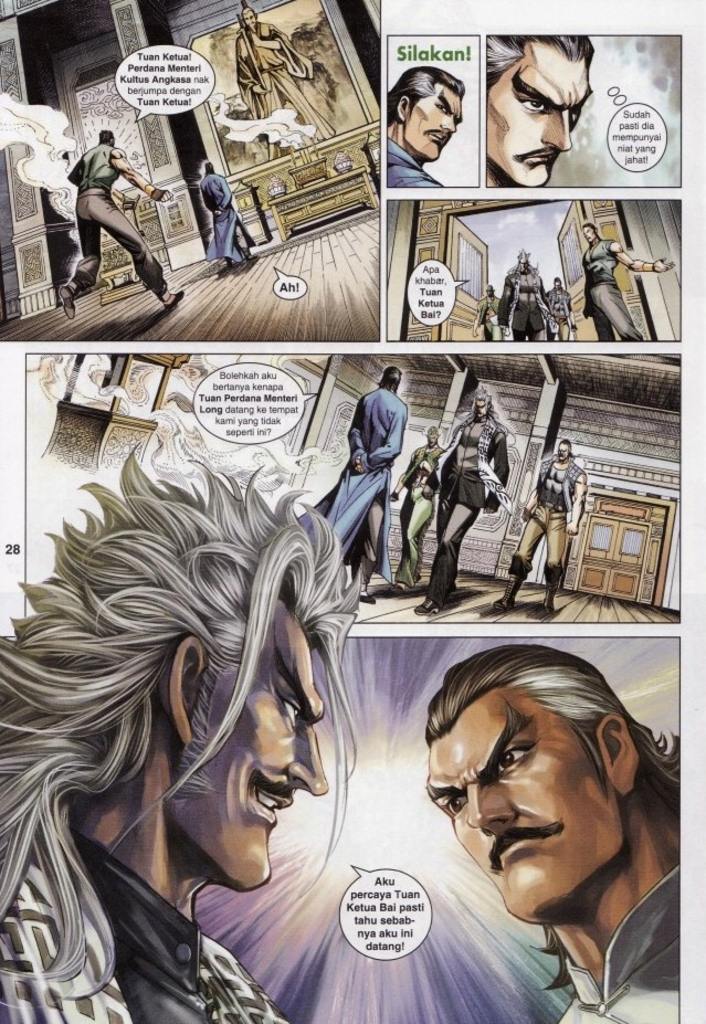 Tuan Ketua!
Perdana Menteri
Kultus Angkasa nak
berjumpa dengan
Tuan Ketua!
Ah!
Silakan!
Sudah
pasti dia
mempunyai
niat yang
jahat!
Apa
khabar,
Tuan
Ketua
Bai?
Bolehkah aku
bertanya kenapa
Tuan Perdana Menteri
Long datang ke tempat
kami yang tidak
seperti ini?
28
Aku
percaya Tuan
Ketua Bai pasti
tahu sebab-
nya aku ini
datang!